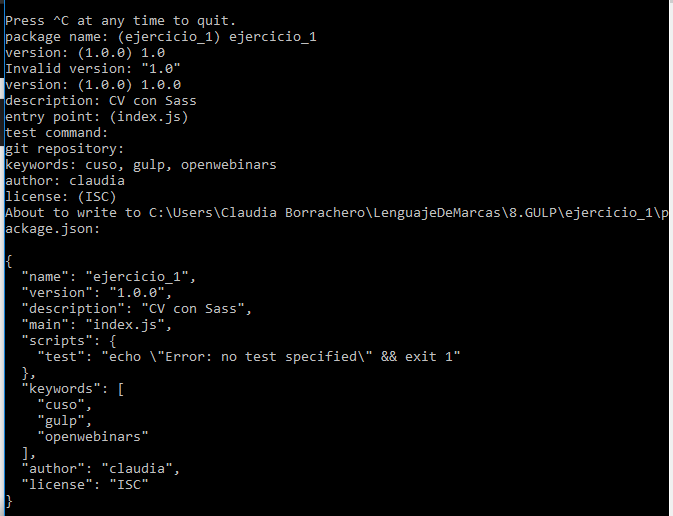 Press ^C at any time to quit.
package name: (ejercicio_1) ejercicio_1
version: (1.0.0) 1.0
Invalid version: "1.0"
version: (1.0.0) 1.0.0
description: CV con Sass
entry point: (index.js)
test command:
git repository:
keywords: cuso, gulp, openwebinars
author: claudia
license: (ISC)
About to write to C:\Users\Claudia Borrachero\LenguajeDeMarcas\8.GULP\ejercicio_1\p
ackage.json:

{
  "name": "ejercicio_1",
  "version": "1.0.0",
  "description": "CV con Sass",
  "main": "index.js",
  "scripts": {
    "test": "echo \"Error: no test specified\" && exit 1"
  },
  "keywords": [
    "cuso",
    "gulp",
    "openwebinars"
  ],
  "author": "claudia",
  "license": "ISC"
}